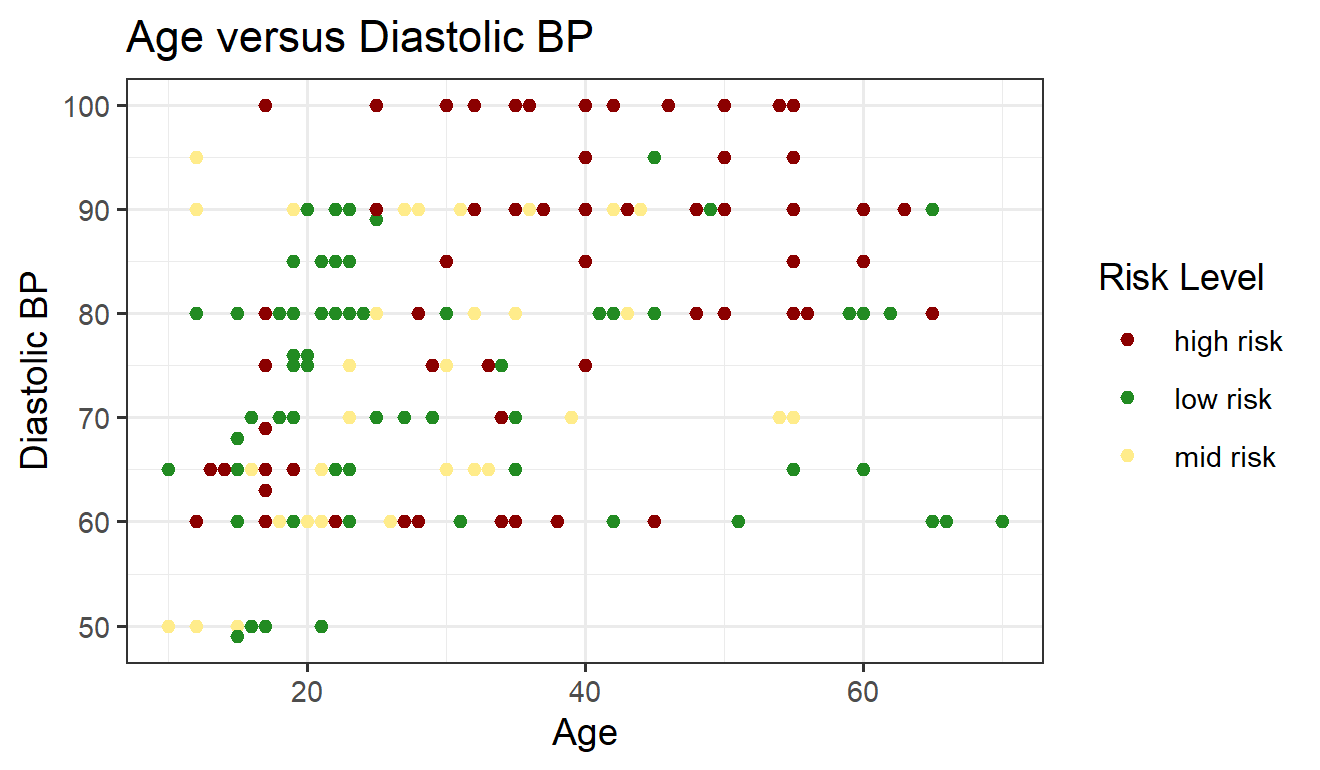 Age versus Diastolic BP
100
90
80
70
60
50
Diastolic BP
20 40 60
Age
Risk Level
high risk
low risk
mid risk